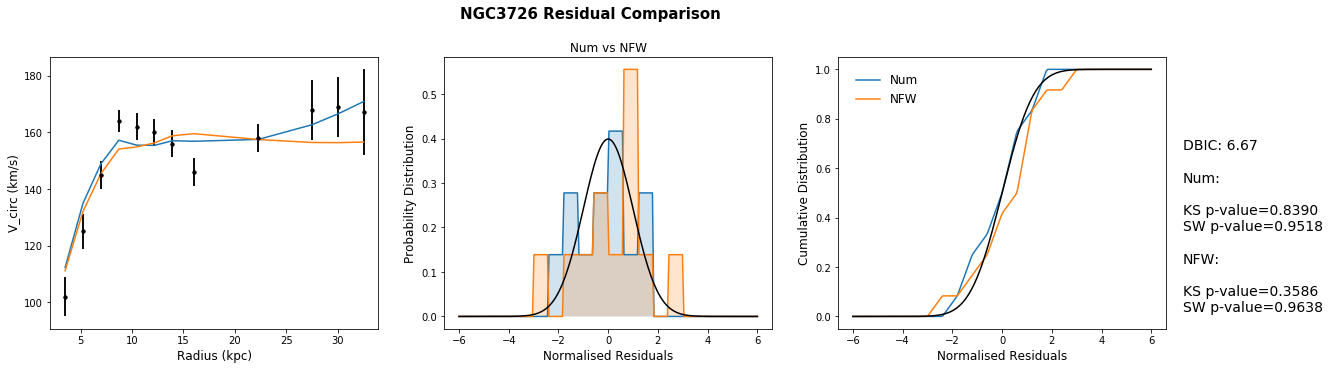 NGC3726 Residual Comparison
V_circ (km/s)
180
160
140
120
100
5
10
15
20
25
30
Radius (kpc)
Num vs NFW
Probability Distribution
0.5
0.4
0.3
0.2
0.1
0.0
−6
−4
−2
0
2
4
6
Normalised Residuals
Cumulative Distribution
1.0
0.8
0.6
0.4
0.2
0.0
Num
NFW
−6
−4
−2
0
2
4
6
Normalised Residuals
DBIC: 6.67
Num:
KS p-value=0.8390
SW p-value=0.9518
NFW:
KS p-value=0.3586
SW p-value=0.9638